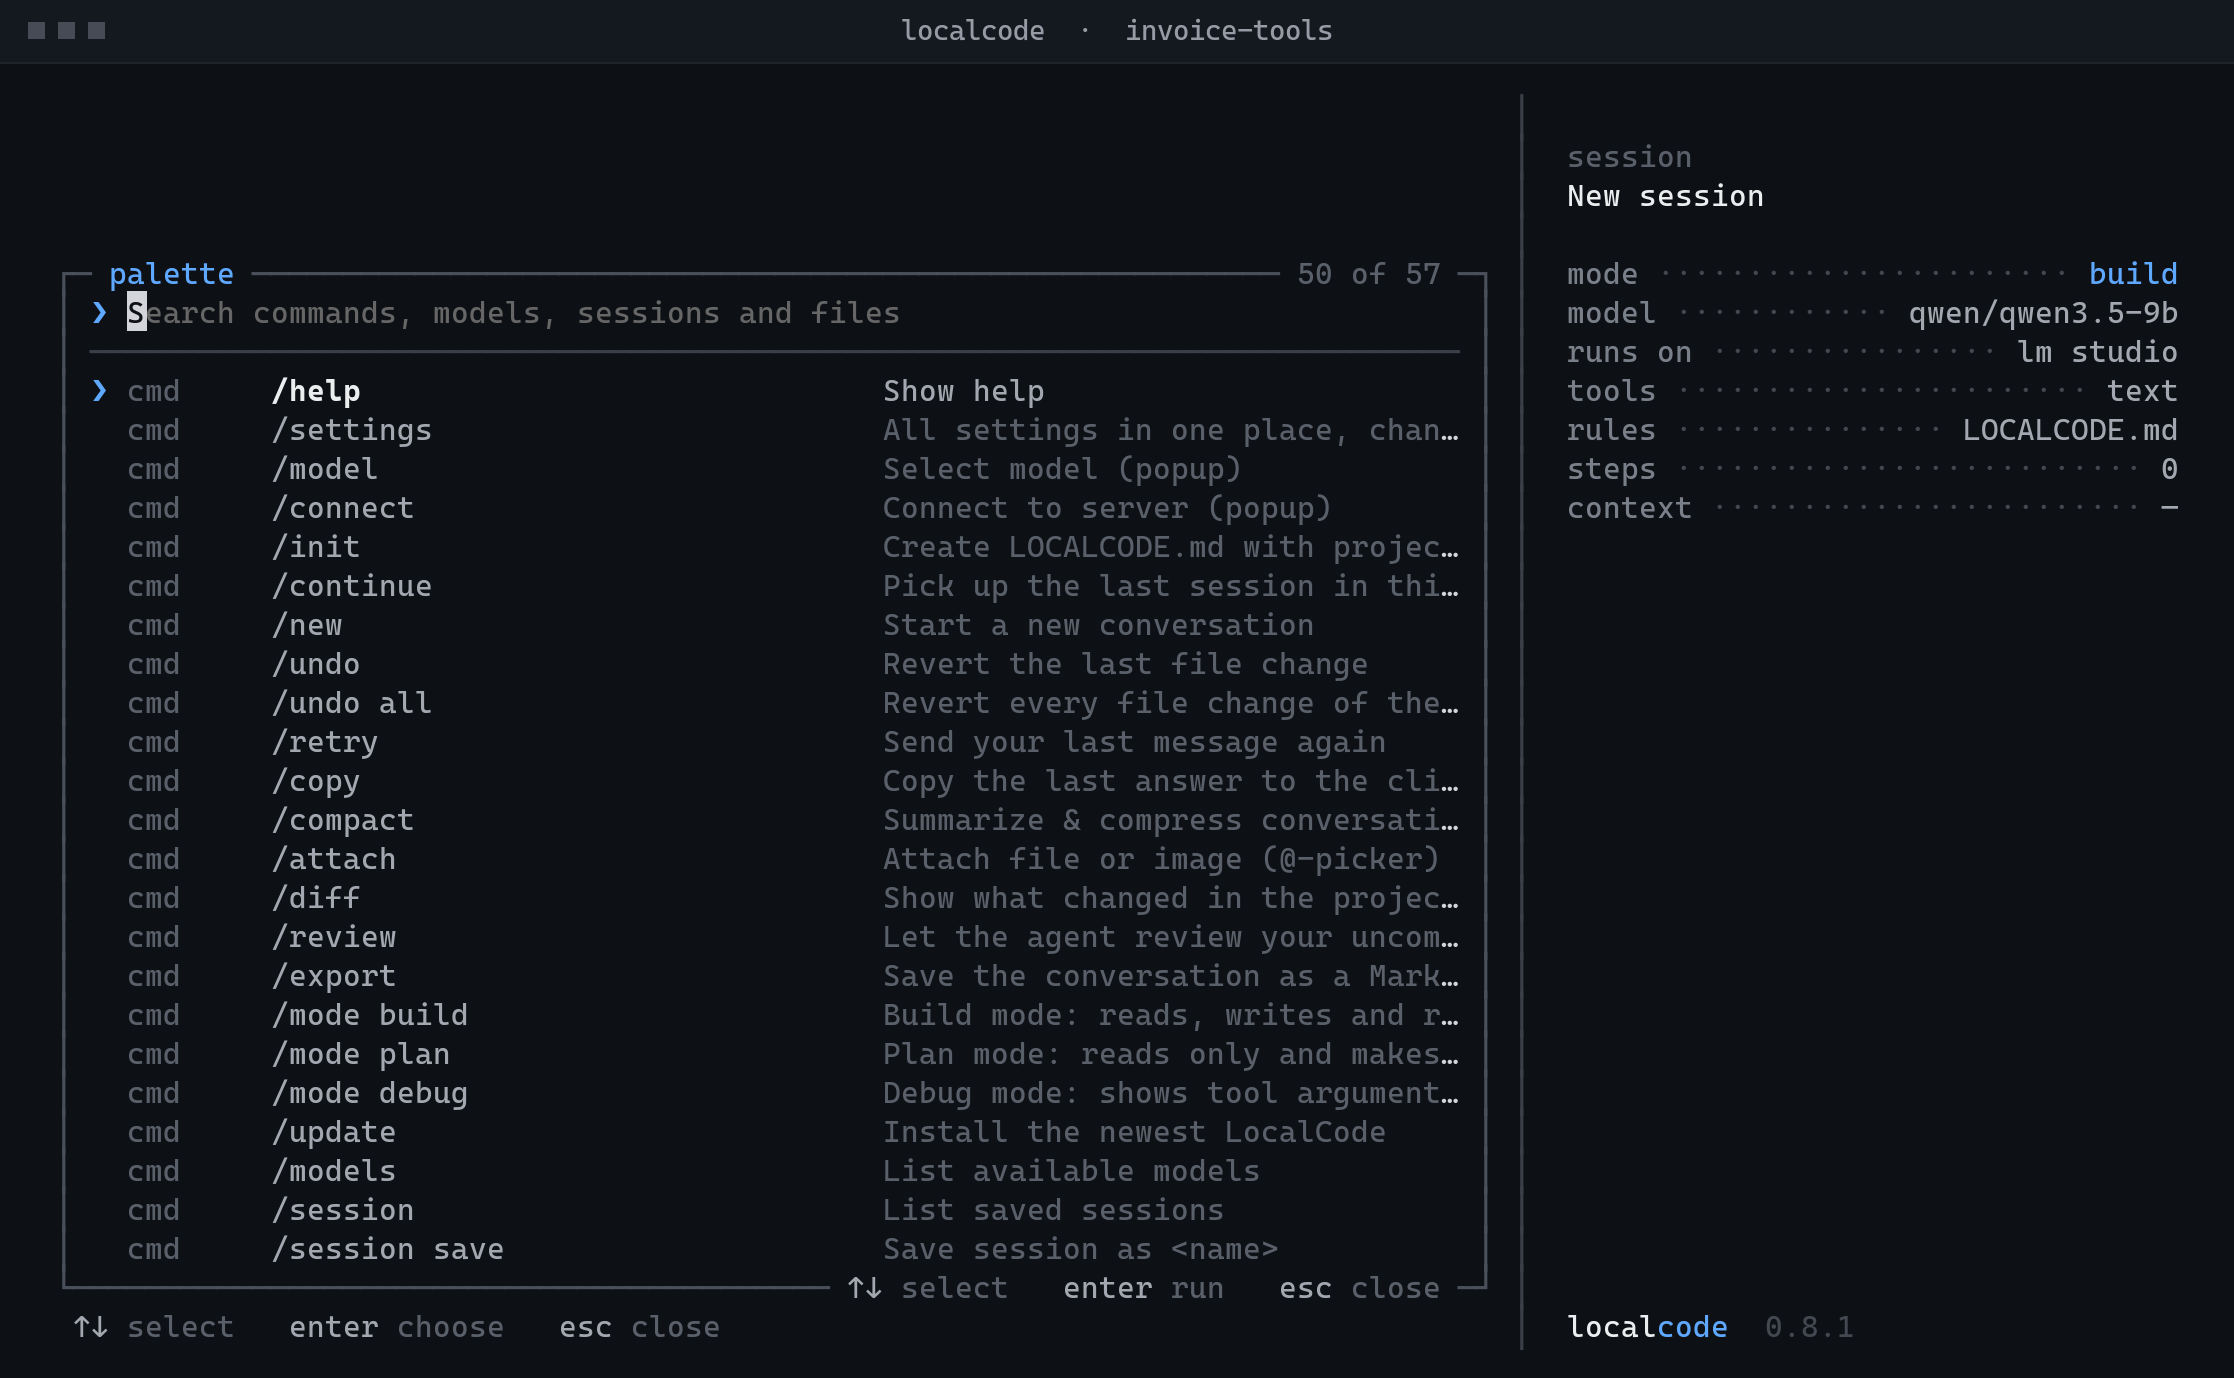 localcode · invoice-tools
palette 50 of 57
❯ Search commands, models, sessions and files
❯ cmd /help Show help
cmd /settings All settings in one place, chan…
cmd /model Select model (popup)
cmd /connect Connect to server (popup)
cmd /init Create LOCALCODE.md with projec…
cmd /continue Pick up the last session in thi…
cmd /new Start a new conversation
cmd /undo Revert the last file change
cmd /undo all Revert every file change of the…
cmd /retry Send your last message again
cmd /copy Copy the last answer to the cli…
cmd /compact Summarize & compress conversati…
cmd /attach Attach file or image (@-picker)
cmd /diff Show what changed in the projec…
cmd /review Let the agent review your uncom…
cmd /export Save the conversation as a Mark…
cmd /mode build Build mode: reads, writes and r…
cmd /mode plan Plan mode: reads only and makes…
cmd /mode debug Debug mode: shows tool argument…
cmd /update Install the newest LocalCode
cmd /models List available models
cmd /session List saved sessions
cmd /session save Save session as <name>
↑↓ select enter run esc close
↑↓ select enter choose esc close
session
New session
mode ······················· build
model ············ qwen/qwen3.5-9b
runs on ················ lm studio
tools ······················· text
rules ··············· LOCALCODE.md
steps ·························· 0
context ························ −
localcode 0.8.1